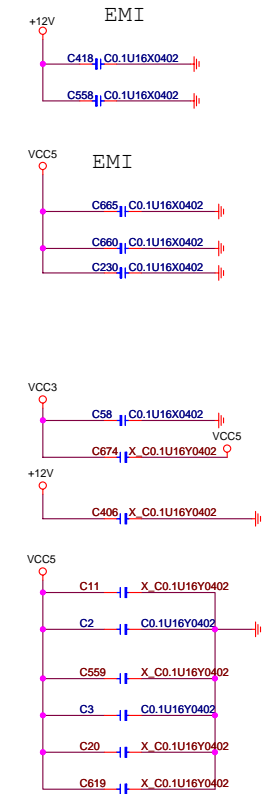 EMI
+12V
C418 C0.1U16X0402
C558 C0.1U16X0402
VCC5
EMI
C665 C0.1U16X0402
C660 C0.1U16X0402
C230 C0.1U16X0402
VCC3
C58 C0.1U16X0402
VCC5
C674 X_C0.1U16Y0402
+12V
C406 X_C0.1U16Y0402
VCC5
C11 X_C0.1U16Y0402
C2 C0.1U16Y0402
C559 X_C0.1U16Y0402
C3 C0.1U16Y0402
C20 X_C0.1U16Y0402
C619 X_C0.1U16Y0402